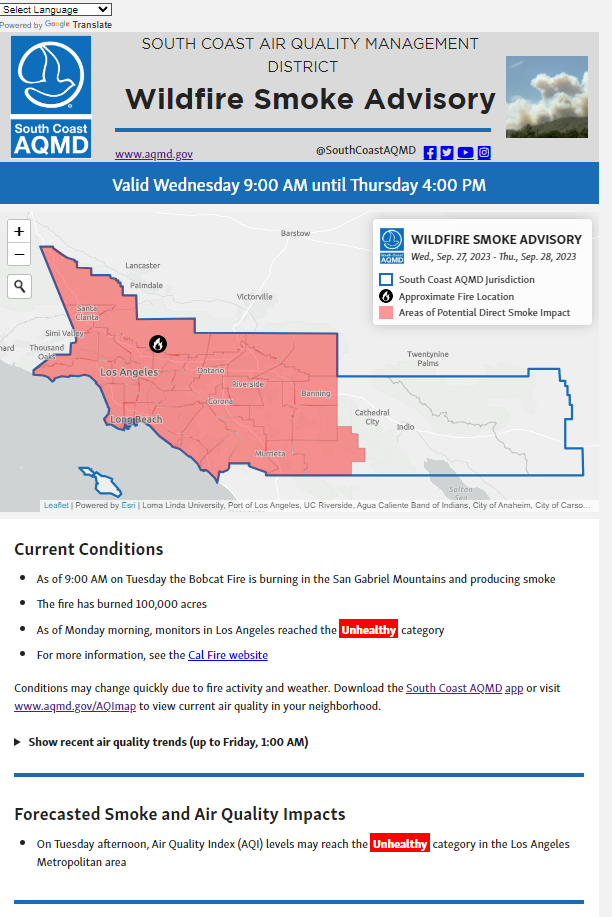 Select Language
Powered by Google Translate
SOUTH COAST AIR QUALITY MANAGEMENT
DISTRICT
Wildfire Smoke Advisory
South Coast
AQMD
www.aqmd.gov
@SouthCoastAQMD
Valid Wednesday 9:00 AM until Thursday 4:00 PM
+
−
South Coast
AQMD
WILDFIRE SMOKE ADVISORY
Wed., Sep. 27, 2023 - Thu., Sep. 28, 2023
South Coast AQMD Jurisdiction
Approximate Fire Location
Areas of Potential Direct Smoke Impact
Barstow
Lancaster
Palmdale
Victorville
Santa
Clarita
Simi Valley
nard
Thousand
Oaks
Los Angeles
Ontario
Riverside
Corona
Banning
Twentynine
Palms
Long Beach
Cathedral
City
Indio
Murrieta
Salton
Sea
Leaflet | Powered by Esri | Loma Linda University, Port of Los Angeles, UC Riverside, Agua Caliente Band of Indians, City of Anaheim, City of Carso...
Current Conditions
• As of 9:00 AM on Tuesday the Bobcat Fire is burning in the San Gabriel Mountains and producing smoke
• The fire has burned 100,000 acres
• As of Monday morning, monitors in Los Angeles reached the Unhealthy category
• For more information, see the Cal Fire website
Conditions may change quickly due to fire activity and weather. Download the South Coast AQMD app or visit
www.aqmd.gov/AQImap to view current air quality in your neighborhood.
▶ Show recent air quality trends (up to Friday, 1:00 AM)
Forecasted Smoke and Air Quality Impacts
• On Tuesday afternoon, Air Quality Index (AQI) levels may reach the Unhealthy category in the Los Angeles
Metropolitan area